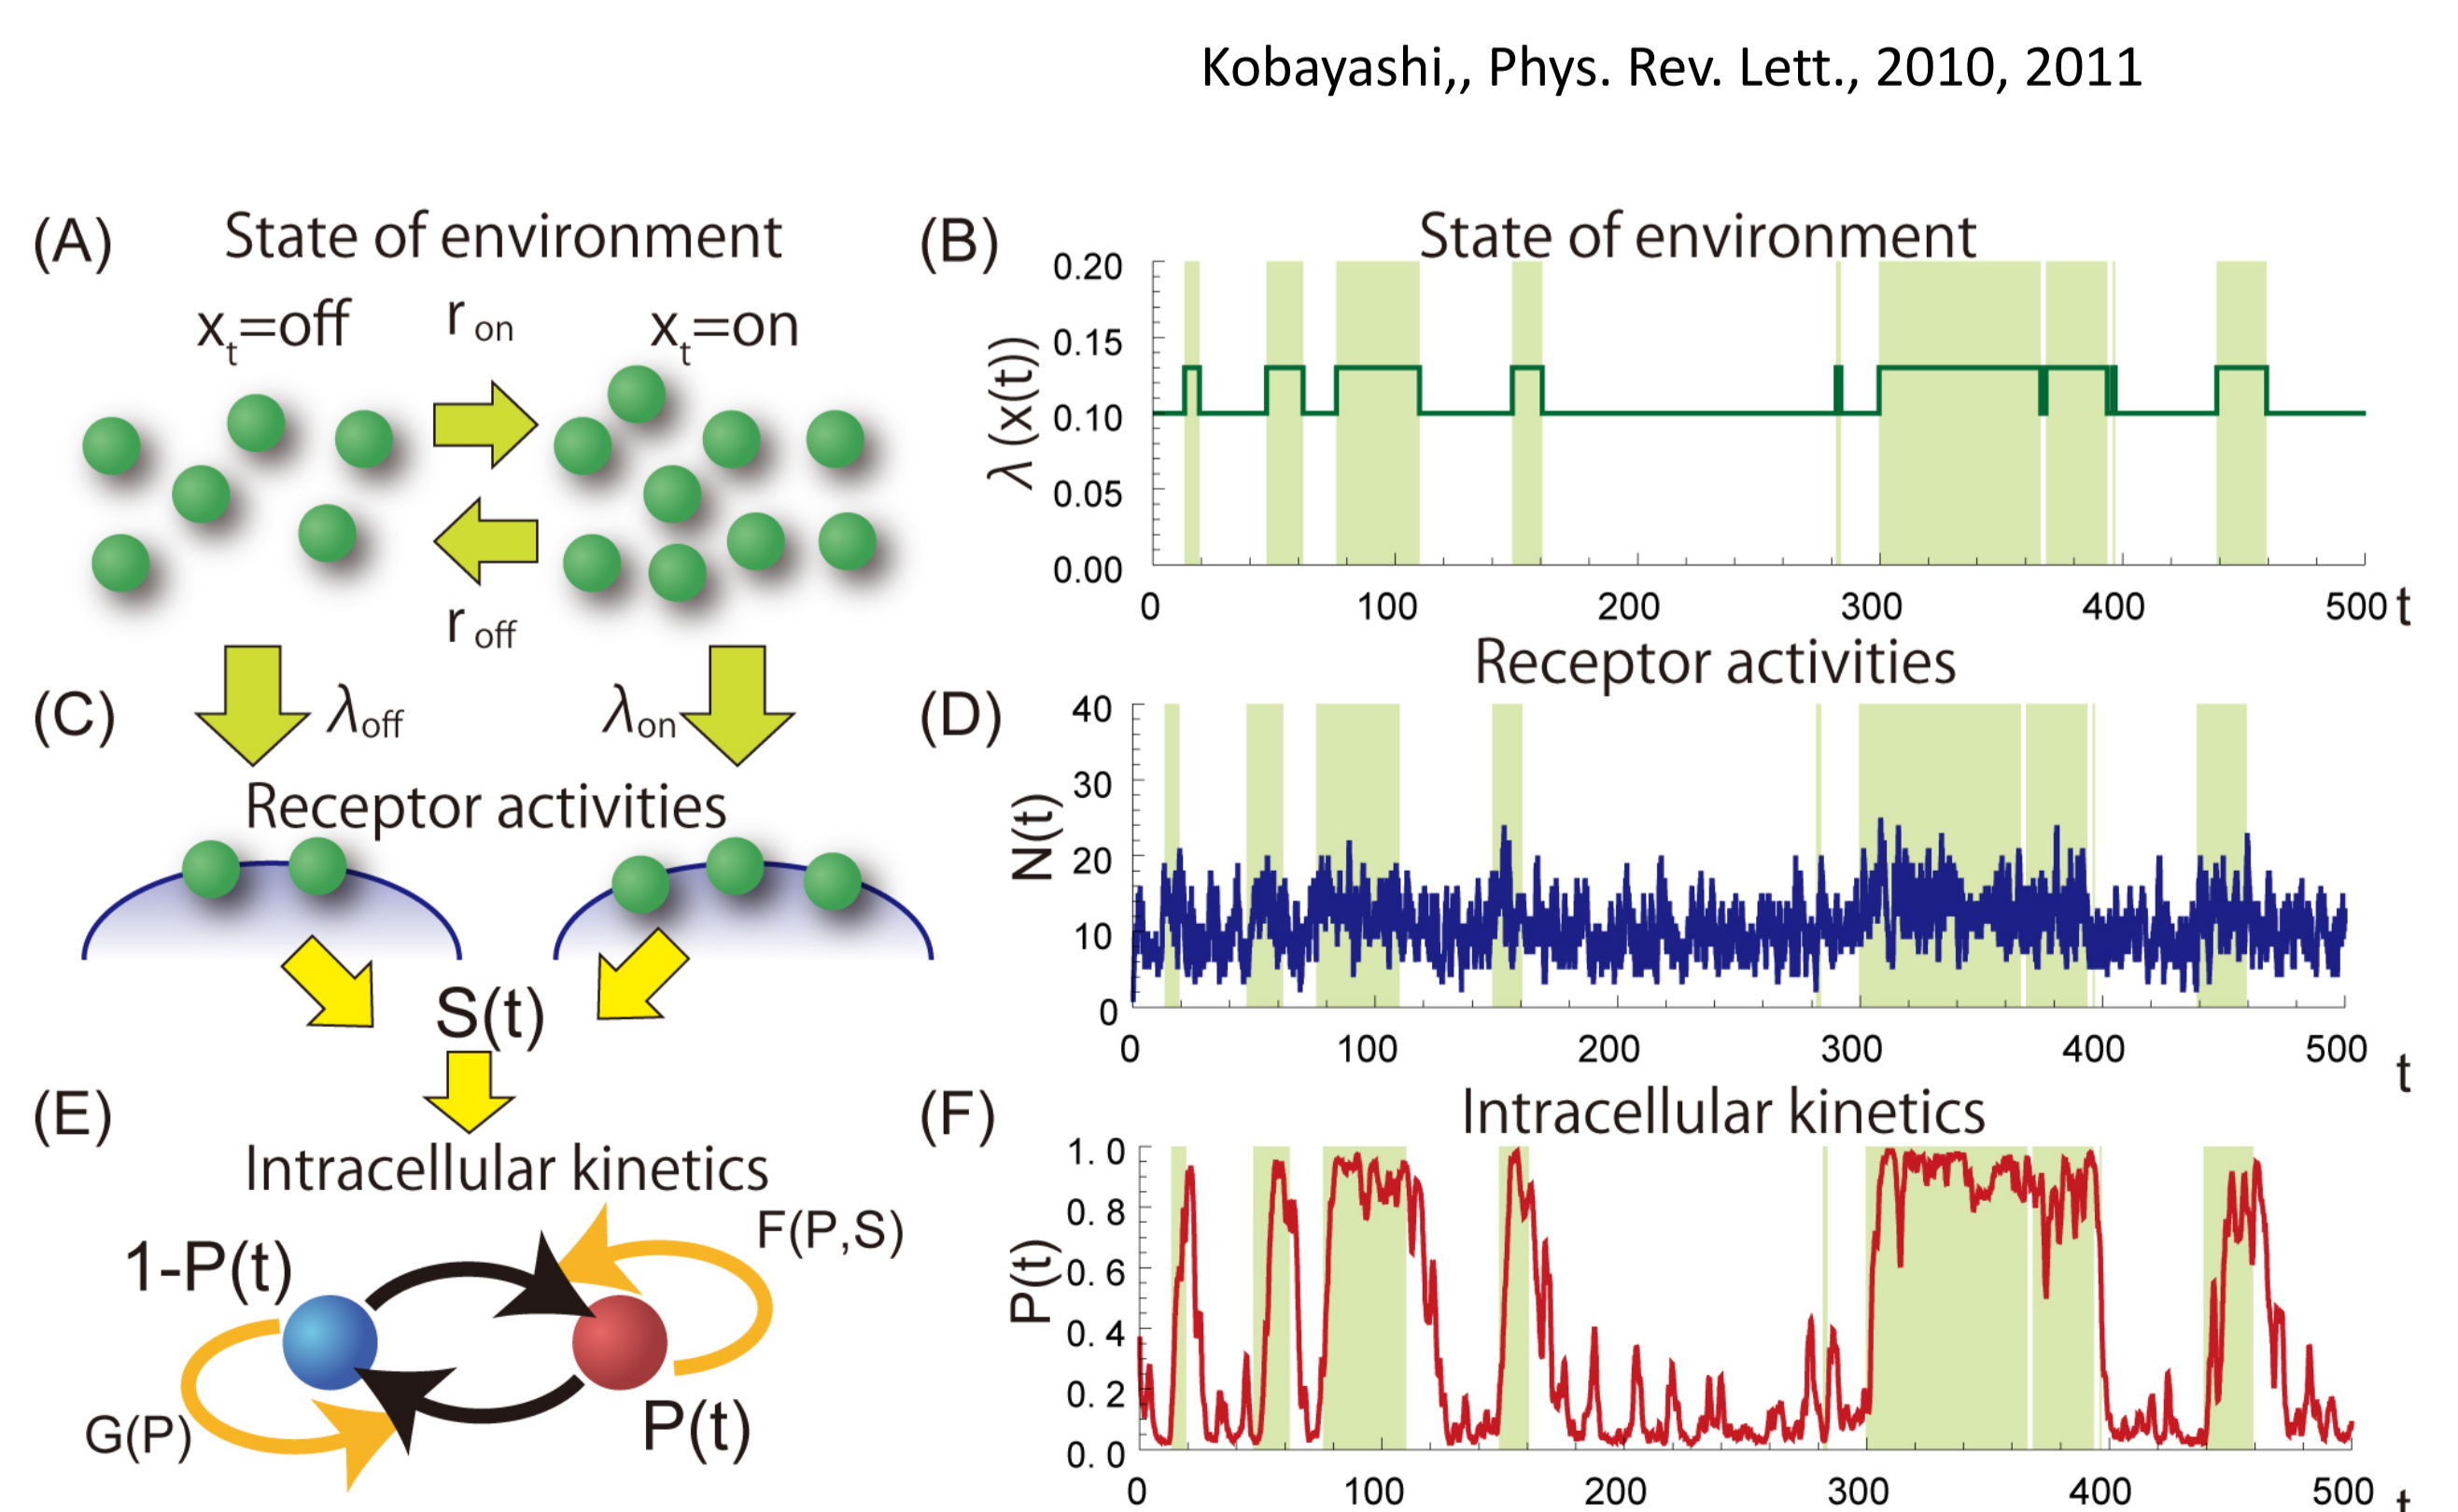 Kobayashi,, Phys. Rev. Lett., 2010, 2011
(A) State of environment
x_t=off r on x_t=on
r off
(B) State of environment
λ (x(t))
0.20
0.15
0.10
0.05
0.00
0 100 200 300 400 500 t
(C) λoff λon
Receptor activities
S(t)
(D) Receptor activities
N(t)
40
30
20
10
0
0 100 200 300 400 500 t
(E) Intracellular kinetics
1-P(t) F(P,S)
G(P) P(t)
(F) Intracellular kinetics
P(t)
1.0
0.8
0.6
0.4
0.2
0.0
0 100 200 300 400 500 t